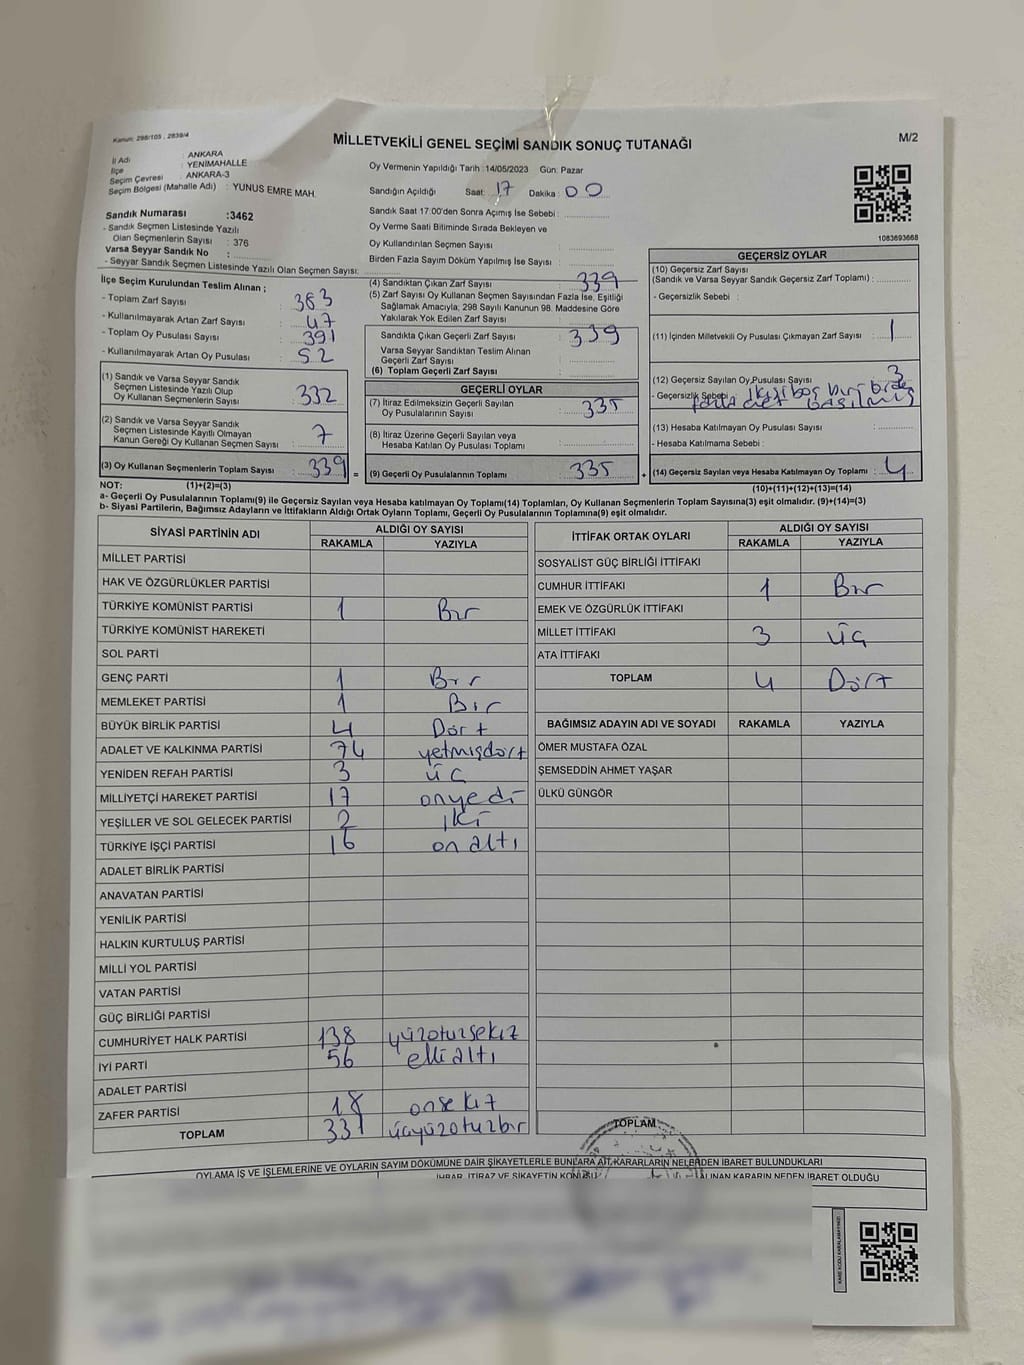 Kanun: 298/105, 2839/4
MİLLETVEKİLİ GENEL SEÇİMİ SANDIK SONUÇ TUTANAĞI
M/2
İl Adı : ANKARA
İlçe : YENİMAHALLE
Seçim Çevresi : ANKARA-3
Seçim Bölgesi (Mahalle Adı) : YUNUS EMRE MAH.
Sandık Numarası :3462
- Sandık Seçmen Listesinde Yazılı
Olan Seçmenlerin Sayısı : 376
Varsa Seyyar Sandık No :
- Seyyar Sandık Seçmen Listesinde Yazılı Olan Seçmen Sayısı:
Oy Vermenin Yapıldığı Tarih :14/05/2023 Gün: Pazar
Sandığın Açıldığı Saat: 17 Dakika: 00
Sandık Saat 17:00'den Sonra Açımış İse Sebebi :
Oy Verme Saati Bitiminde Sırada Bekleyen ve
Oy Kullandırılan Seçmen Sayısı :
Birden Fazla Sayım Döküm Yapılmış İse Sayısı :
1083693668
İlçe Seçim Kurulundan Teslim Alınan ;
- Toplam Zarf Sayısı : 383
- Kullanılmayarak Artan Zarf Sayısı : 47
- Toplam Oy Pusulası Sayısı : 391
- Kullanılmayarak Artan Oy Pusulası : 52
(1) Sandık ve Varsa Seyyar Sandık
Seçmen Listesinde Yazılı Olup
Oy Kullanan Seçmenlerin Sayısı : 332
(2) Sandık ve Varsa Seyyar Sandık
Seçmen Listesinde Kayıtlı Olmayan
Kanun Gereği Oy Kullanan Seçmen Sayısı : 7
(3) Oy Kullanan Seçmenlerin Toplam Sayısı : 339 =
(4) Sandıktan Çıkan Zarf Sayısı : 339
(5) Zarf Sayısı Oy Kullanan Seçmen Sayısından Fazla İse, Eşitliği
Sağlamak Amacıyla; 298 Sayılı Kanunun 98. Maddesine Göre
Yakılarak Yok Edilen Zarf Sayısı :
Sandıkta Çıkan Geçerli Zarf Sayısı : 339
Varsa Seyyar Sandıktan Teslim Alınan
Geçerli Zarf Sayısı :
(6) Toplam Geçerli Zarf Sayısı :
GEÇERLİ OYLAR
(7) İtiraz Edilmeksizin Geçerli Sayılan
Oy Pusulasının Sayısı : 335
(8) İtiraz Üzerine Geçerli Sayılan veya
Hesaba Katılan Oy Pusulası Sayısı :
(9) Geçerli Oy Pusulalarının Toplamı : 335 +
GEÇERSİZ OYLAR
(10) Geçersiz Zarf Sayısı
(Sandık ve Varsa Seyyar Sandık Geçersiz Zarf Toplamı) :
- Geçersizlik Sebebi :
(11) İçinden Milletvekili Oy Pusulası Çıkmayan Zarf Sayısı : 1
(12) Geçersiz Sayılan Oy Pusulası Sayısı : 3
- Geçersizlik Sebebi : ikisi boş biri birden
fazla evet basılmış
(13) Hesaba Katılmayan Oy Pusulası Sayısı :
- Hesaba Katılmama Sebebi :
(14) Geçersiz Sayılan veya Hesaba Katılmayan Oy Toplamı : 4
NOT: (1)+(2)=(3)
(10)+(11)+(12)+(13)=(14)
a- Geçerli Oy Pusulalarının Toplamı(9) ile Geçersiz Sayılan veya Hesaba katılmayan Oy Toplamı(14) Toplamları, Oy Kullanan Seçmenlerin Toplam Sayısına(3) eşit olmalıdır. (9)+(14)=(3)
b- Siyasi Partilerin, Bağımsız Adayların ve İttifakların Aldığı Ortak Oyların Toplamı, Geçerli Oy Pusulalarının Toplamına(9) eşit olmalıdır.
SİYASİ PARTİNİN ADI ALDIĞI OY SAYISI
RAKAMLA YAZIYLA
MİLLET PARTİSİ
HAK VE ÖZGÜRLÜKLER PARTİSİ
TÜRKİYE KOMÜNİST PARTİSİ 1 Bir
TÜRKİYE KOMÜNİST HAREKETİ
SOL PARTİ
GENÇ PARTİ 1 Bir
MEMLEKET PARTİSİ 1 Bir
BÜYÜK BİRLİK PARTİSİ 4 Dört
ADALET VE KALKINMA PARTİSİ 74 yetmişdört
YENİDEN REFAH PARTİSİ 3 üç
MİLLİYETÇİ HAREKET PARTİSİ 17 onyedi
YEŞİLLER VE SOL GELECEK PARTİSİ 2 iki
TÜRKİYE İŞÇİ PARTİSİ 16 on altı
ADALET BİRLİK PARTİSİ
ANAVATAN PARTİSİ
YENİLİK PARTİSİ
HALKIN KURTULUŞ PARTİSİ
MİLLİ YOL PARTİSİ
VATAN PARTİSİ
GÜÇ BİRLİĞİ PARTİSİ
CUMHURİYET HALK PARTİSİ 138 yüzotuzsekiz
İYİ PARTİ 56 elli altı
ADALET PARTİSİ
ZAFER PARTİSİ 18 onsekiz
TOPLAM 331 üçyüzotuzbir
İTTİFAK ORTAK OYLARI ALDIĞI OY SAYISI
RAKAMLA YAZIYLA
SOSYALİST GÜÇ BİRLİĞİ İTTİFAKI
CUMHUR İTTİFAKI 1 Bir
EMEK VE ÖZGÜRLÜK İTTİFAKI
MİLLET İTTİFAKI 3 üç
ATA İTTİFAKI
TOPLAM 4 Dört
BAĞIMSIZ ADAYIN ADI VE SOYADI RAKAMLA YAZIYLA
ÖMER MUSTAFA ÖZAL
ŞEMSEDDİN AHMET YAŞAR
ÜLKÜ GÜNGÖR
TOPLAM
OYLAMA İŞ VE İŞLEMLERİNE VE OYLARIN SAYIM DÖKÜMÜNE DAİR ŞİKAYETLERLE BUNLARA AİT KARARLARIN NELERDEN İBARET BULUNDUKLARI
İHBAR, İTİRAZ VE ŞİKAYETİN KONUSU ALINAN KARARIN NEDEN İBARET OLDUĞU